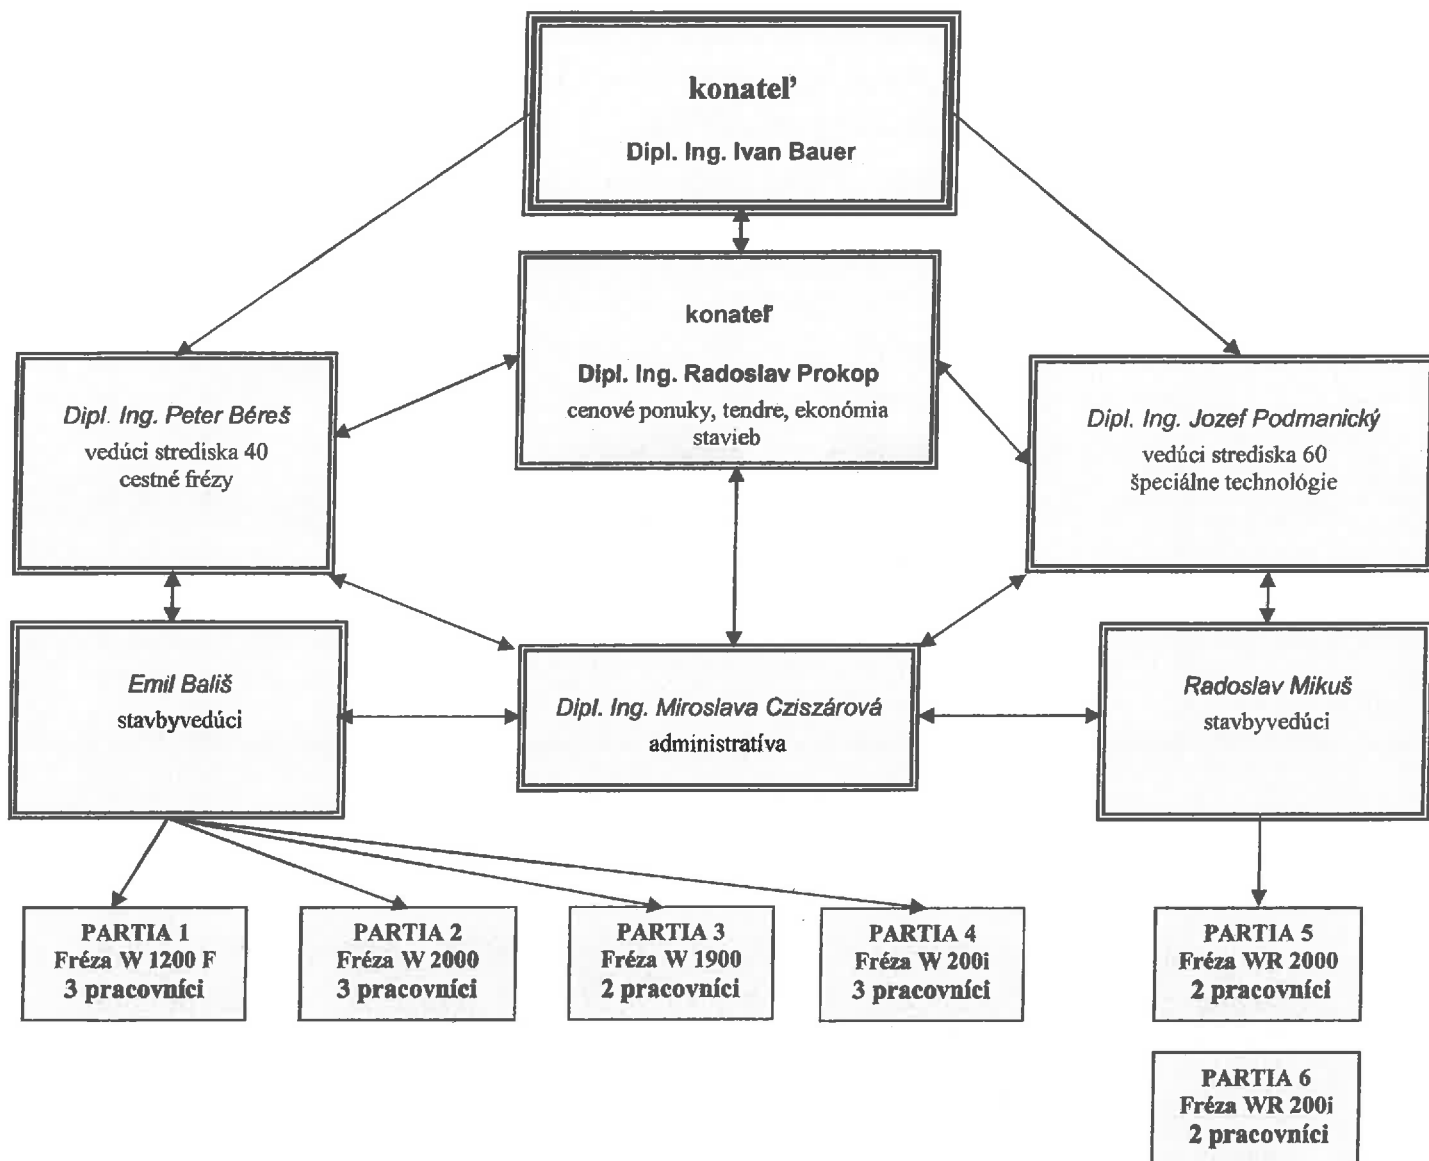 konateľ
Dipl. Ing. Ivan Bauer
konateľ
Dipl. Ing. Radoslav Prokop
cenové ponuky, tendre, ekonómia
stavieb
Dipl. Ing. Peter Béreš
vedúci strediska 40
cestné frézy
Dipl. Ing. Jozef Podmanický
vedúci strediska 60
špeciálne technológie
Emil Bališ
stavbyvedúci
Dipl. Ing. Miroslava Cziszárová
administratíva
Radoslav Mikuš
stavbyvedúci
PARTIA 1
Fréza W 1200 F
3 pracovníci
PARTIA 2
Fréza W 2000
3 pracovníci
PARTIA 3
Fréza W 1900
2 pracovníci
PARTIA 4
Fréza W 200i
3 pracovníci
PARTIA 5
Fréza WR 2000
2 pracovníci
PARTIA 6
Fréza WR 200i
2 pracovníci